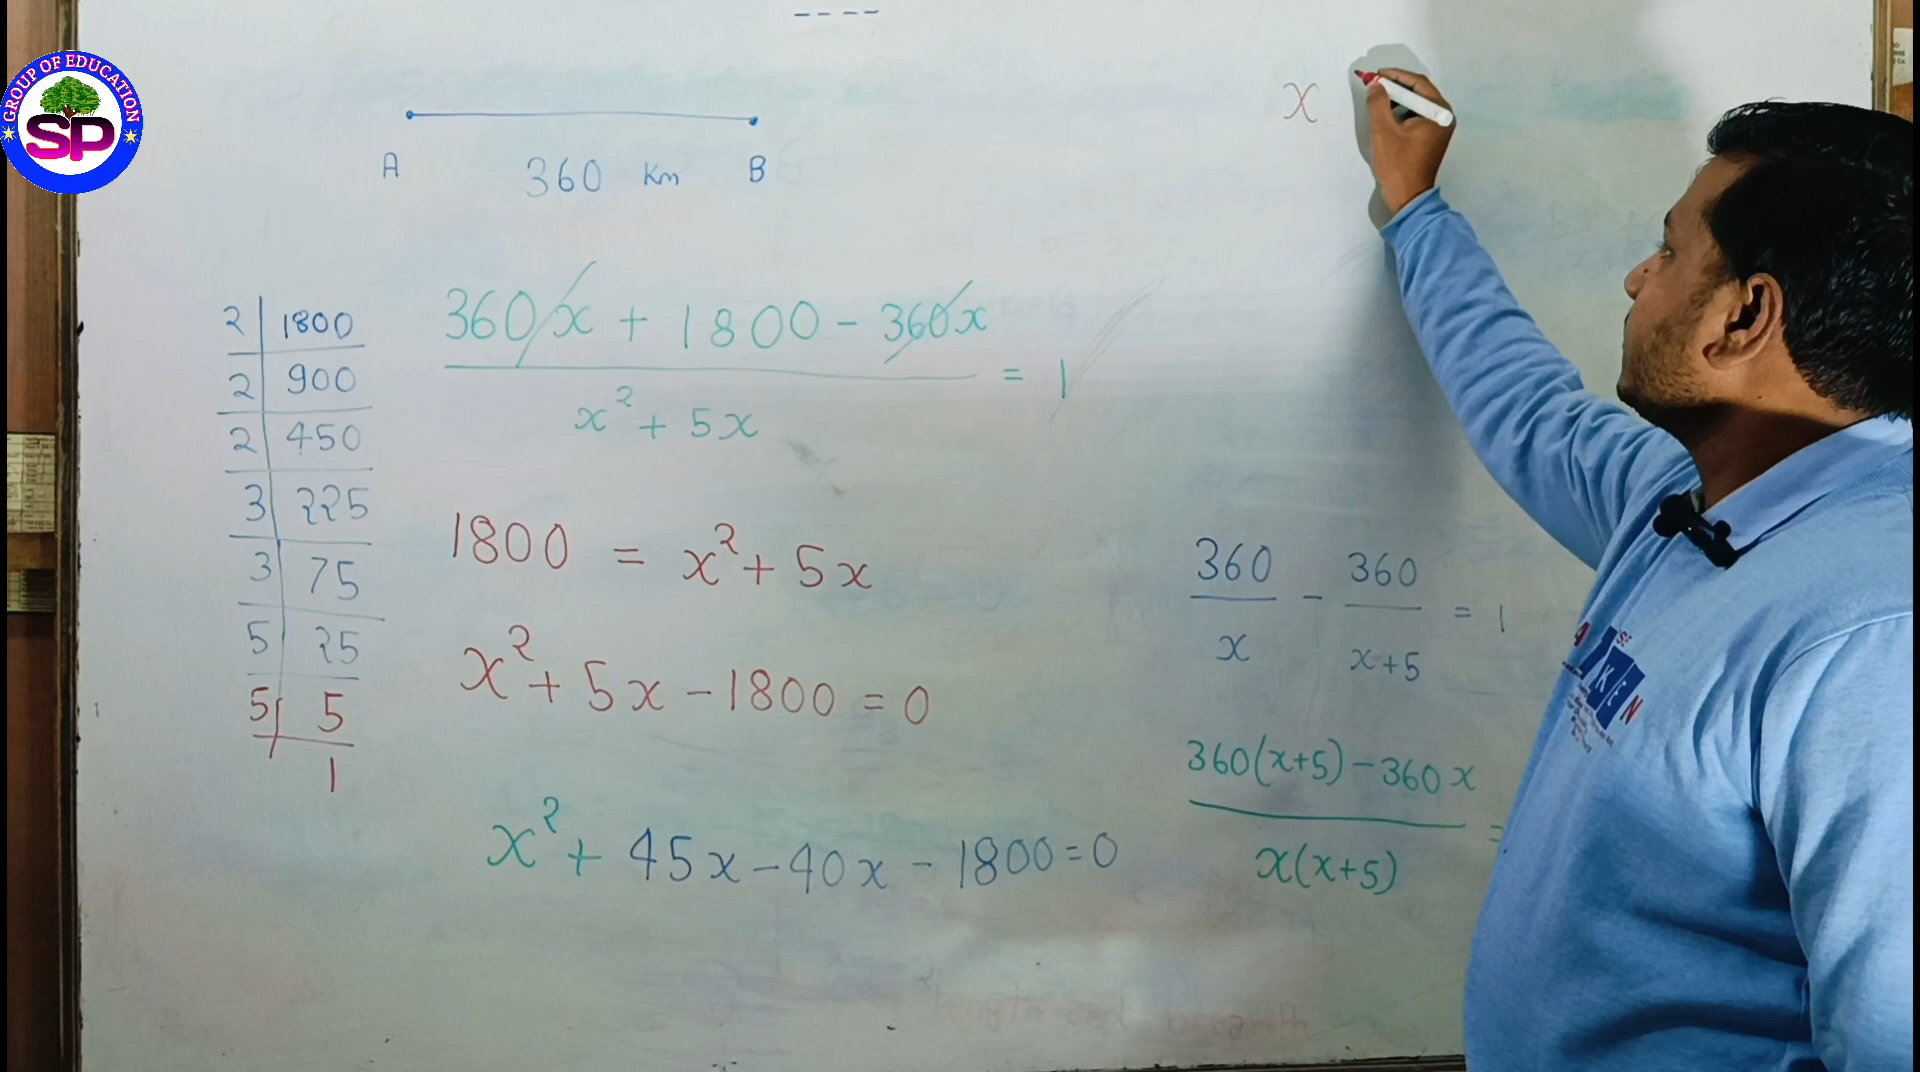 GROUP OF EDUCATION
SP
A 360 Km B
x
2 | 1800
2 | 900
2 | 450
3 | 225
3 | 75
5 | 25
5 | 5
1
360x + 1800 - 360x
= 1
x² + 5x
1800 = x² + 5x
x² + 5x - 1800 = 0
x² + 45x - 40x - 1800 = 0
360/x - 360/(x+5) = 1
360(x+5) - 360x
=
x(x+5)